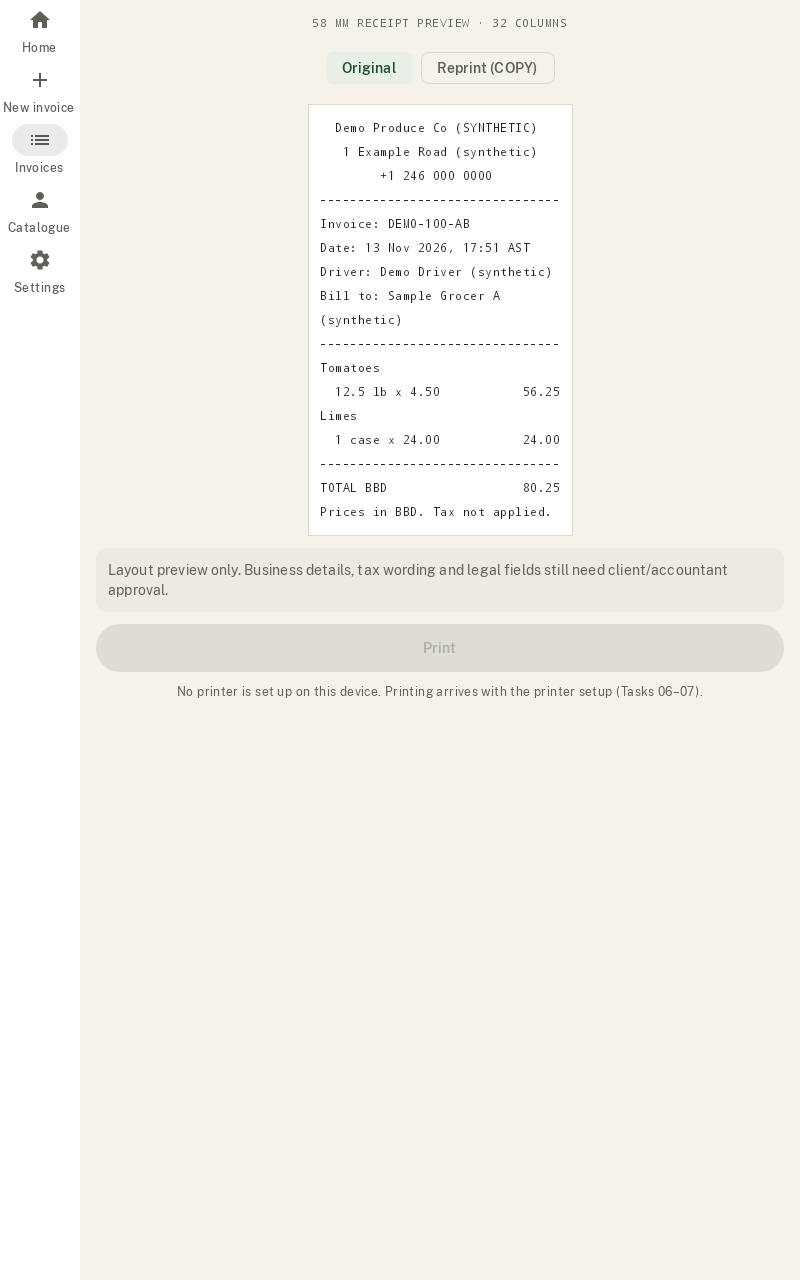 58 MM RECEIPT PREVIEW · 32 COLUMNS
Home
New invoice
Invoices
Catalogue
Settings
Original
Reprint (COPY)
Demo Produce Co (SYNTHETIC)
1 Example Road (synthetic)
+1 246 000 0000
--------------------------------
Invoice: DEMO-100-AB
Date: 13 Nov 2026, 17:51 AST
Driver: Demo Driver (synthetic)
Bill to: Sample Grocer A
(synthetic)
--------------------------------
Tomatoes
12.5 lb x 4.50 56.25
Limes
1 case x 24.00 24.00
--------------------------------
TOTAL BBD 80.25
Prices in BBD. Tax not applied.
Layout preview only. Business details, tax wording and legal fields still need client/accountant
approval.
Print
No printer is set up on this device. Printing arrives with the printer setup (Tasks 06–07).